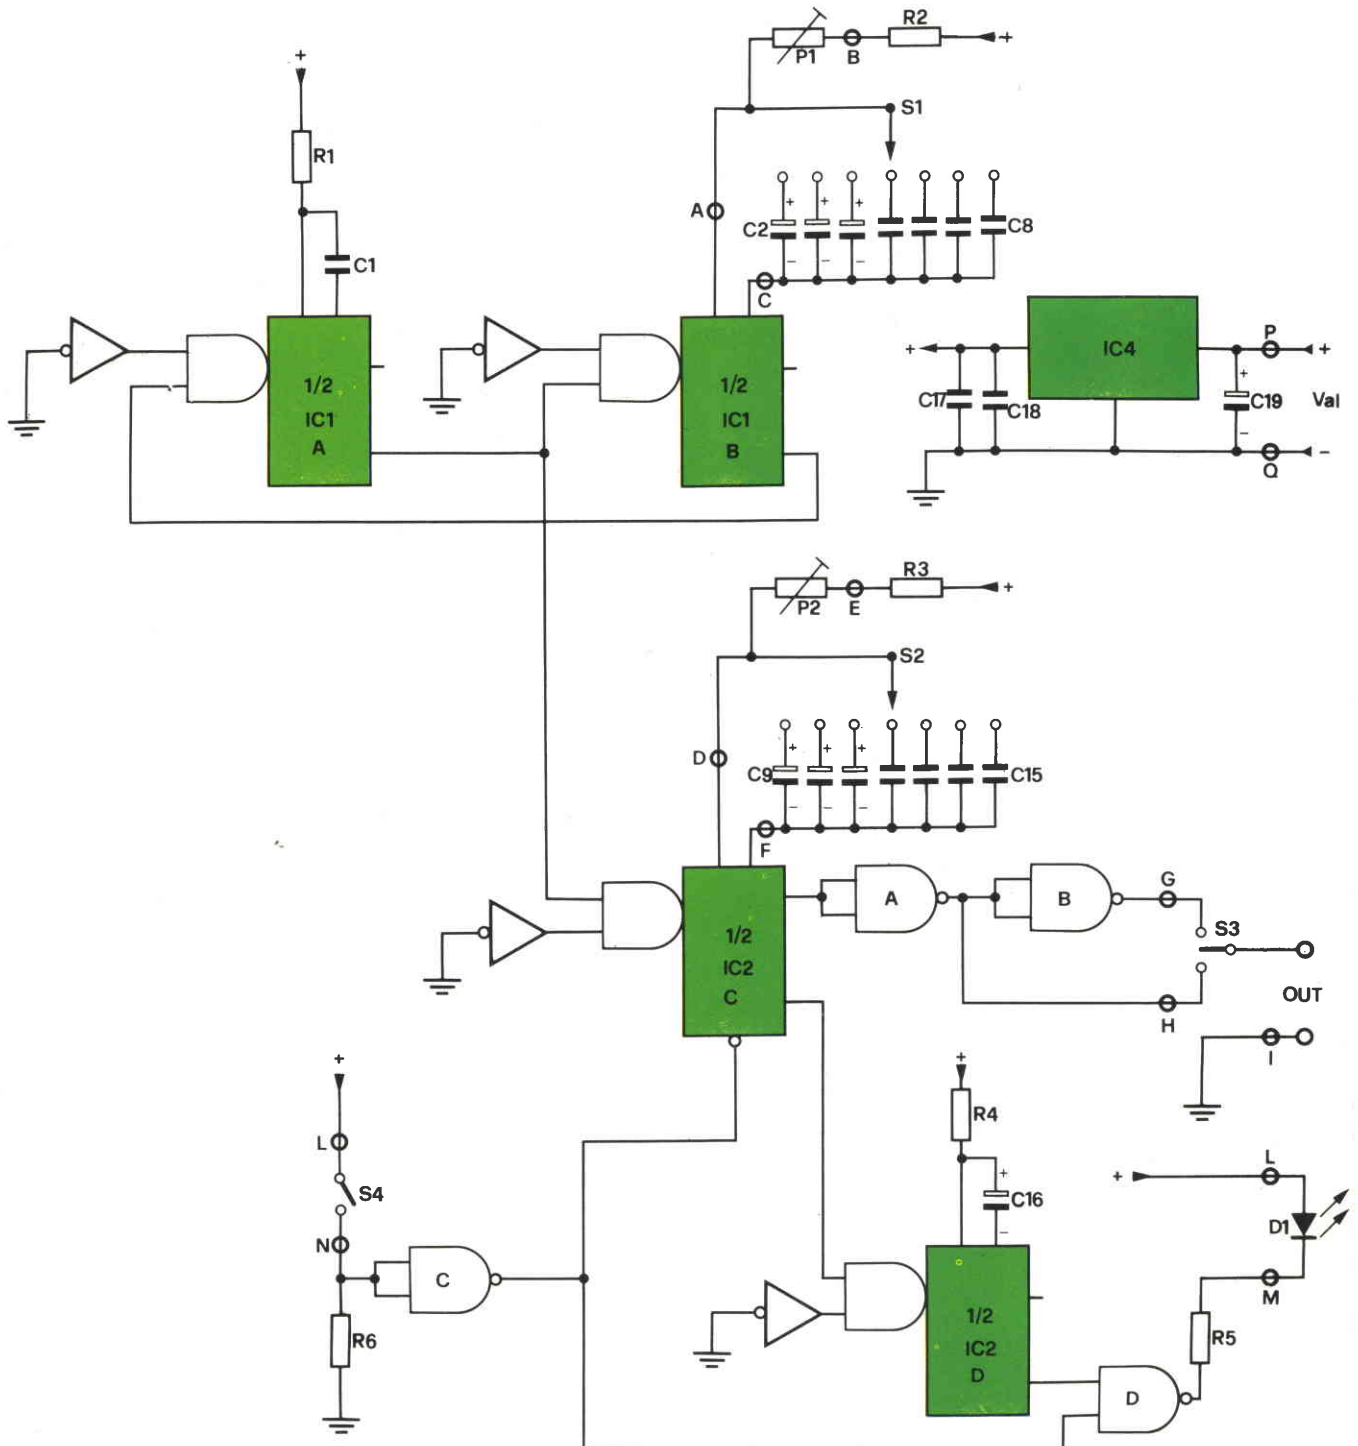 R2
+
P1
B
+
S1
R1
A
C2
+
+
+
C8
C1
-
-
-
C
1/2
IC1
A
1/2
IC1
B
+
IC4
P
+
C17
C18
+
C19
Val
-
Q
-
R3
+
P2
E
S2
D
C9
+
+
+
C15
-
-
-
F
1/2
IC2
C
A
B
G
S3
OUT
H
I
+
+
R4
L
S4
+
C16
-
+
L
D1
N
C
M
R6
1/2
IC2
D
R5
D